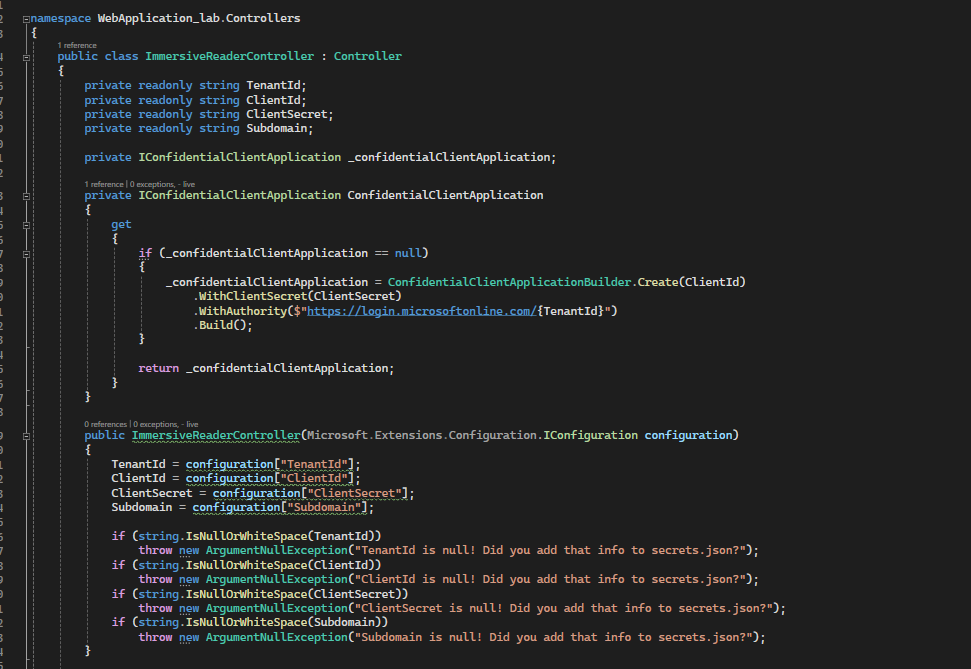 namespace WebApplication_lab.Controllers
{
1 reference
public class ImmersiveReaderController : Controller
{
private readonly string TenantId;
private readonly string ClientId;
private readonly string ClientSecret;
private readonly string Subdomain;
private IConfidentialClientApplication _confidentialClientApplication;
1 reference | 0 exceptions, - live
private IConfidentialClientApplication ConfidentialClientApplication
{
get
{
if (_confidentialClientApplication == null)
{
_confidentialClientApplication = ConfidentialClientApplicationBuilder.Create(ClientId)
.WithClientSecret(ClientSecret)
.WithAuthority($"https://login.microsoftonline.com/{TenantId}")
.Build();
}
return _confidentialClientApplication;
}
}
0 references | 0 exceptions, - live
public ImmersiveReaderController(Microsoft.Extensions.Configuration.IConfiguration configuration)
{
TenantId = configuration["TenantId"];
ClientId = configuration["ClientId"];
ClientSecret = configuration["ClientSecret"];
Subdomain = configuration["Subdomain"];
if (string.IsNullOrWhiteSpace(TenantId))
throw new ArgumentNullException("TenantId is null! Did you add that info to secrets.json?");
if (string.IsNullOrWhiteSpace(ClientId))
throw new ArgumentNullException("ClientId is null! Did you add that info to secrets.json?");
if (string.IsNullOrWhiteSpace(ClientSecret))
throw new ArgumentNullException("ClientSecret is null! Did you add that info to secrets.json?");
if (string.IsNullOrWhiteSpace(Subdomain))
throw new ArgumentNullException("Subdomain is null! Did you add that info to secrets.json?");
}